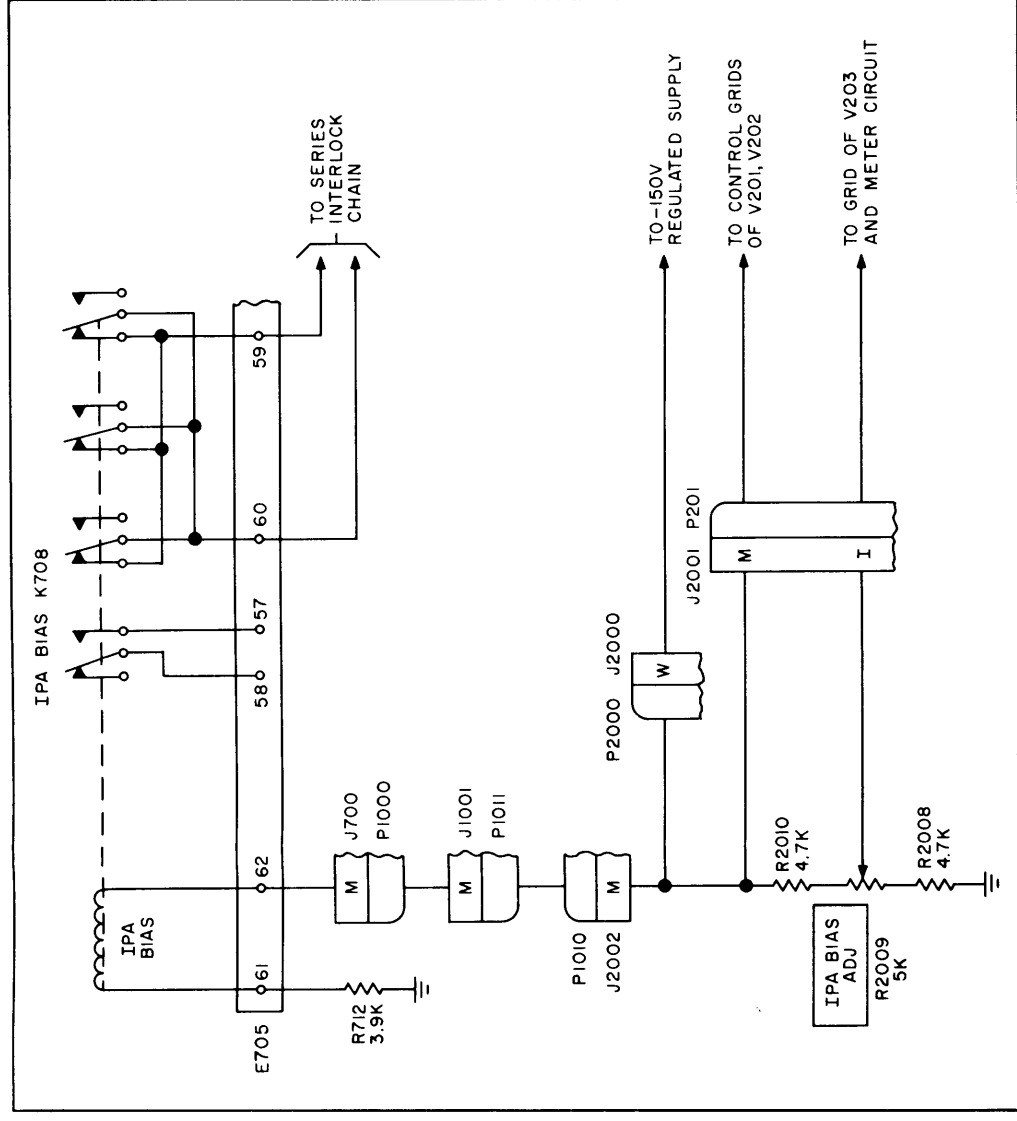 IPA BIAS K708
TO SERIES
INTERLOCK
CHAIN
IPA
BIAS
E705
61
62
58
57
60
59
R712
3.9K
J700
P1000
M
J1001
P1011
M
P1010
J2002
M
P2000
J2000
W
TO-150V
REGULATED SUPPLY
J2001
P201
M
I
TO CONTROL GRIDS
OF V201, V202
TO GRID OF V203
AND METER CIRCUIT
R2010
4.7K
IPA BIAS
ADJ
R2009
5K
R2008
4.7K